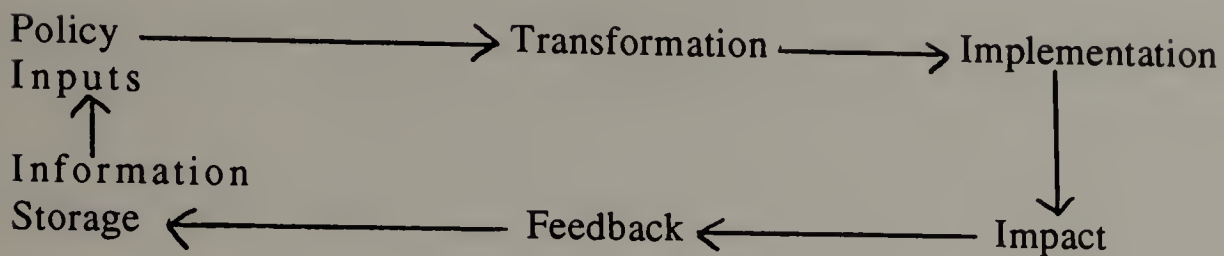 Policy Transformation Implementation
Inputs
Information
Storage Feedback Impact